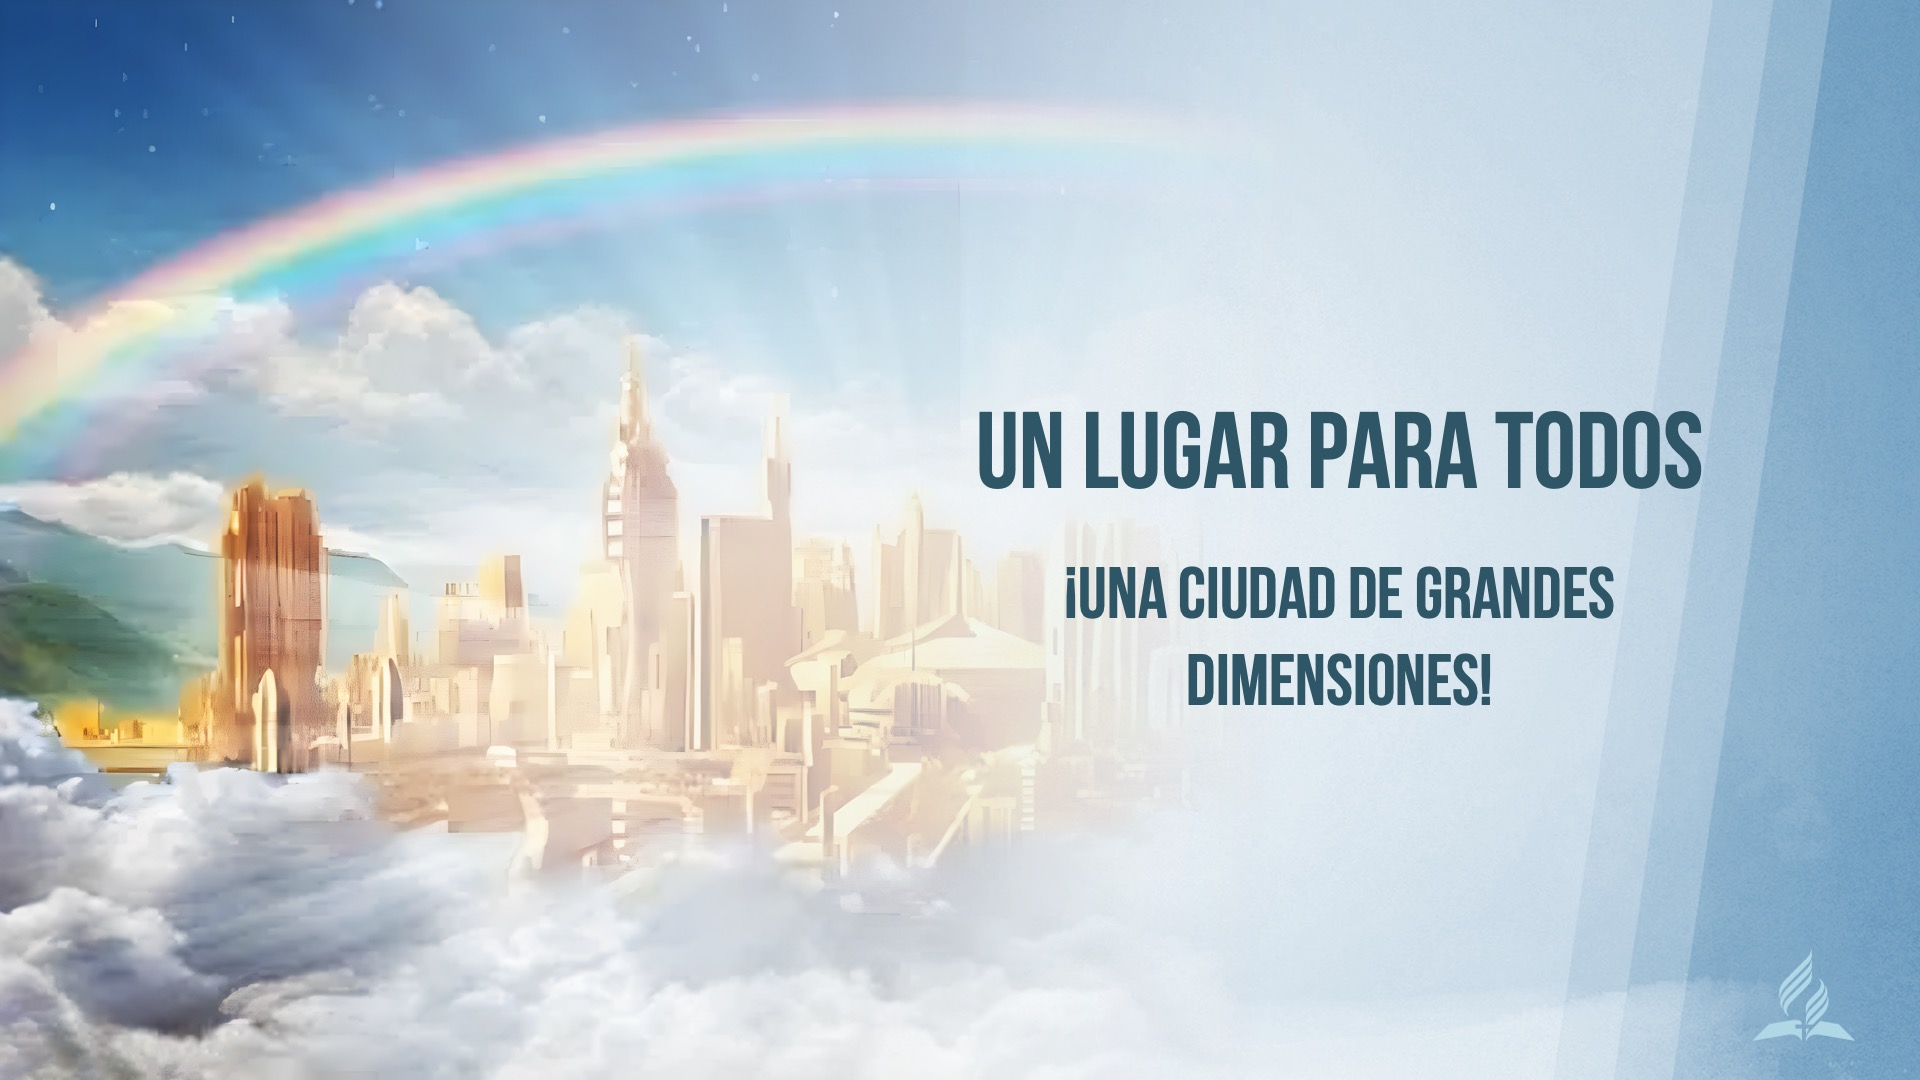 UN LUGAR PARA TODOS
¡UNA CIUDAD DE GRANDES
DIMENSIONES!